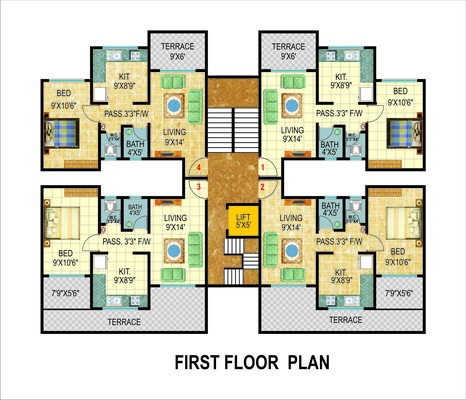 TERRACE
9'X6'
KIT.
9'X8'9"
BED
9'X10'6"
PASS.3'3"F/W
W.C.
BATH
4'X5'
LIVING
9'X14'
4
TERRACE
9'X6'
KIT.
9'X8'9"
BED
9'X10'6"
PASS.3'3" F/W
W.C.
BATH
4'X5'
LIVING
9'X14'
1
3
BATH
4'X5'
W.C.
LIVING
9'X14'
PASS. 3'3" F/W
BED
9'X10'6"
KIT.
9'X8'9"
7'9"X5'6"
TERRACE
2
LIFT
5'X5'
BATH
4'X5'
W.C.
LIVING
9'X14'
PASS. 3'3" F/W
BED
9'X10'6"
KIT.
9'X8'9"
7'9"X5'6"
TERRACE
FIRST FLOOR PLAN